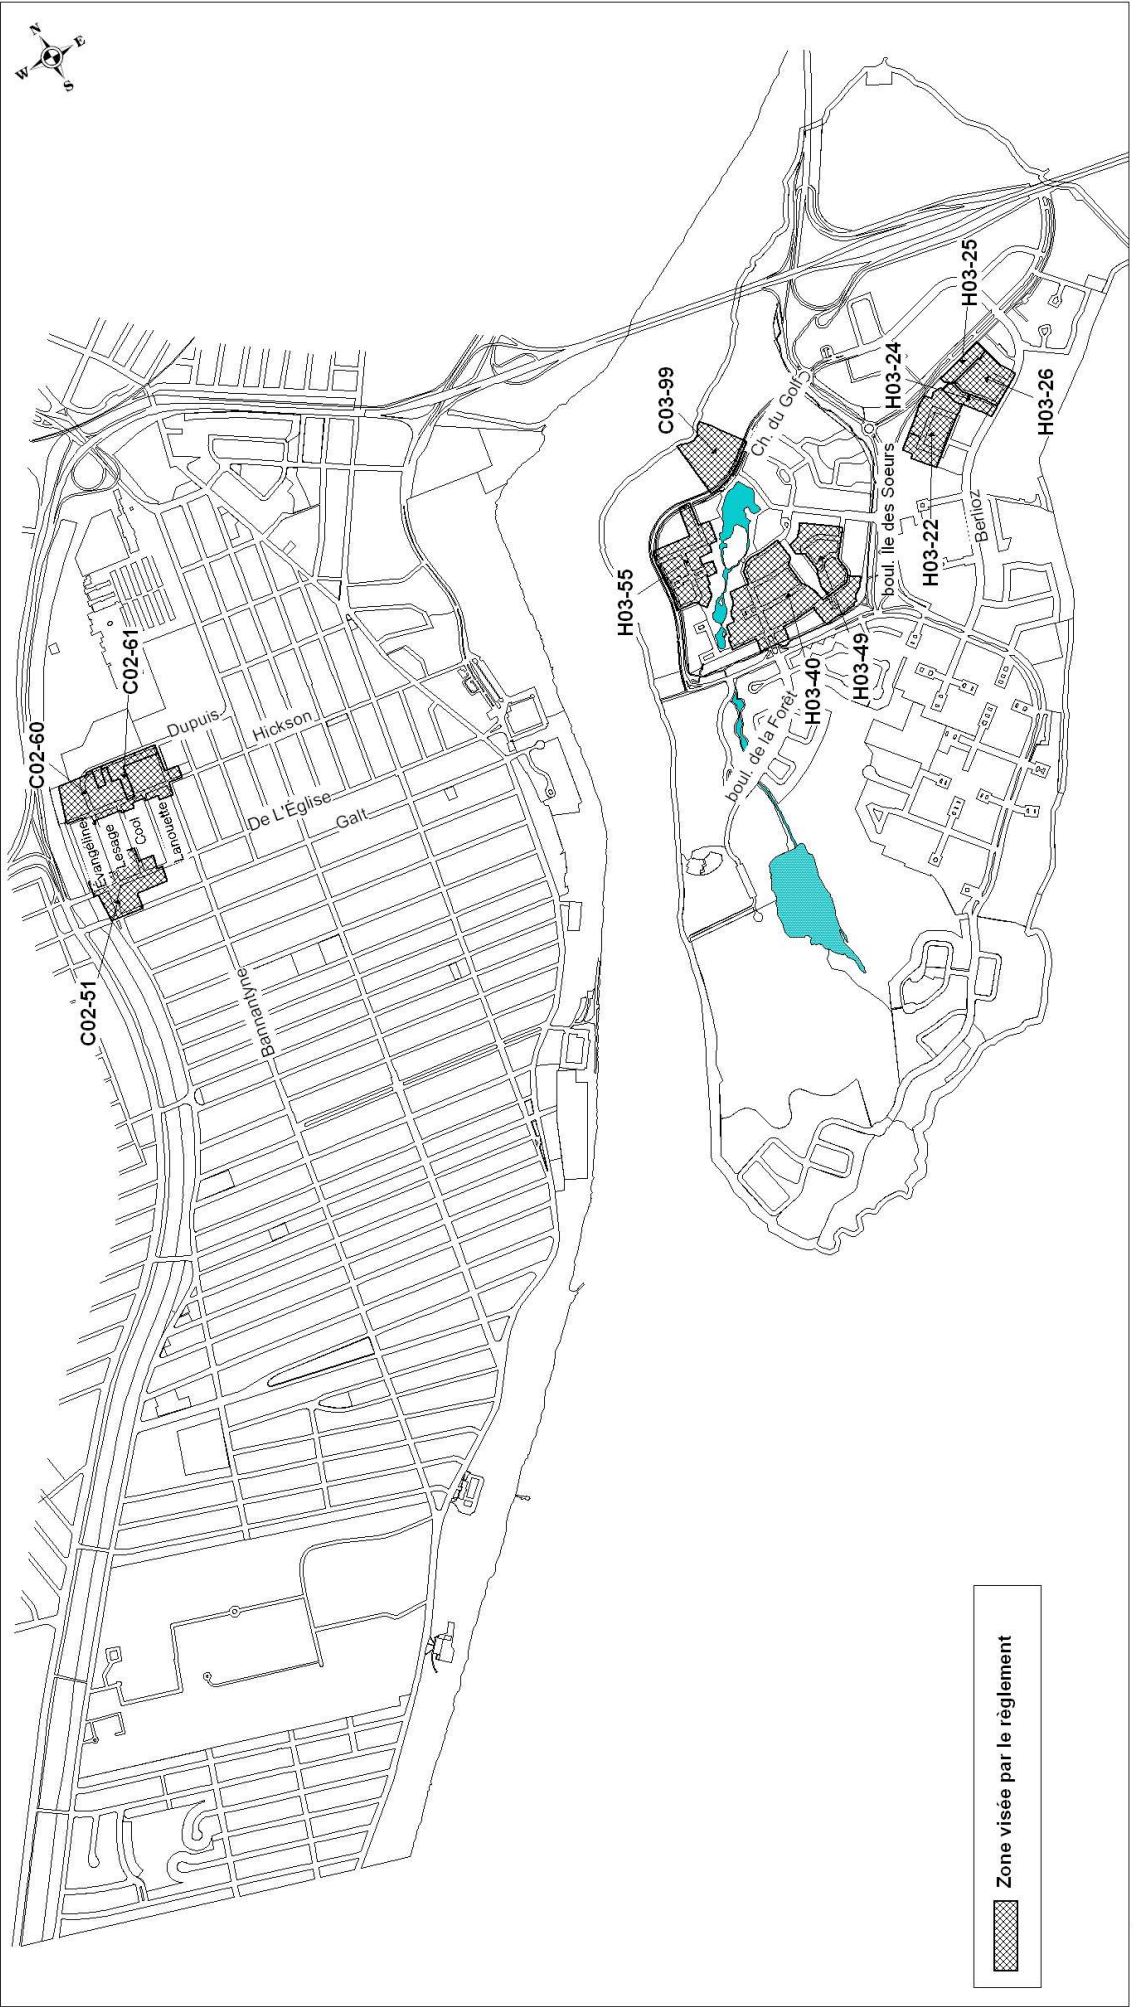 N
E
S
W
C02-60
C02-61
C02-51
Dupuis
Hickson
De L'Église
Galt
Évangéline
Lesage
Cool
Lanouette
Bannantyne
C03-99
Ch. du Golf
H03-55
H03-40
H03-49
boul. de la Forêt
boul. Île des Soeurs
H03-25
H03-24
H03-26
H03-22
Berlioz
Zone visée par le règlement